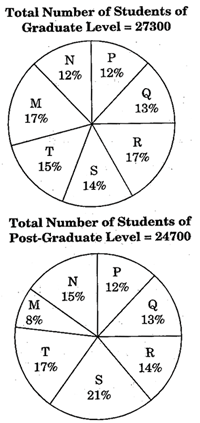 Total Number of Students of
Graduate Level = 27300
N
12%
P
12%
M
17%
Q
13%
T
15%
R
17%
S
14%
Total Number of Students of
Post-Graduate Level = 24700
N
15%
P
12%
M
8%
Q
13%
T
17%
R
14%
S
21%